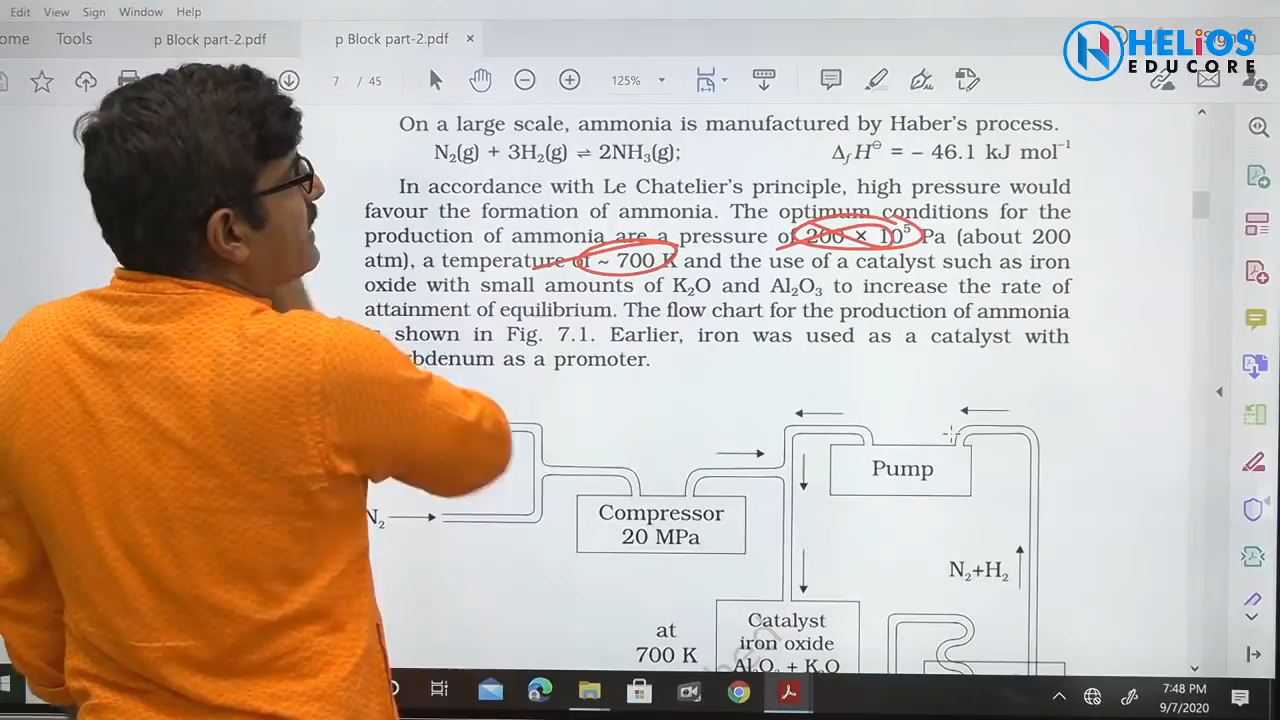 Edit View Sign Window Help
ome Tools p Block part-2.pdf p Block part-2.pdf ×
7 / 45 125%
HELiOS
EDUCORE
On a large scale, ammonia is manufactured by Haber's process.
N₂(g) + 3H₂(g) ⇌ 2NH₃(g); ΔfH⊖ = – 46.1 kJ mol⁻¹
In accordance with Le Chatelier's principle, high pressure would
favour the formation of ammonia. The optimum conditions for the
production of ammonia are a pressure of 200 × 10⁵ Pa (about 200
atm), a temperature of ~ 700 K and the use of a catalyst such as iron
oxide with small amounts of K₂O and Al₂O₃ to increase the rate of
attainment of equilibrium. The flow chart for the production of ammonia
shown in Fig. 7.1. Earlier, iron was used as a catalyst with
bdenum as a promoter.
Pump
N₂
Compressor
20 MPa
N₂+H₂
at
700 K
Catalyst
iron oxide
Al₂O₃ + K₂O
7:48 PM
9/7/2020